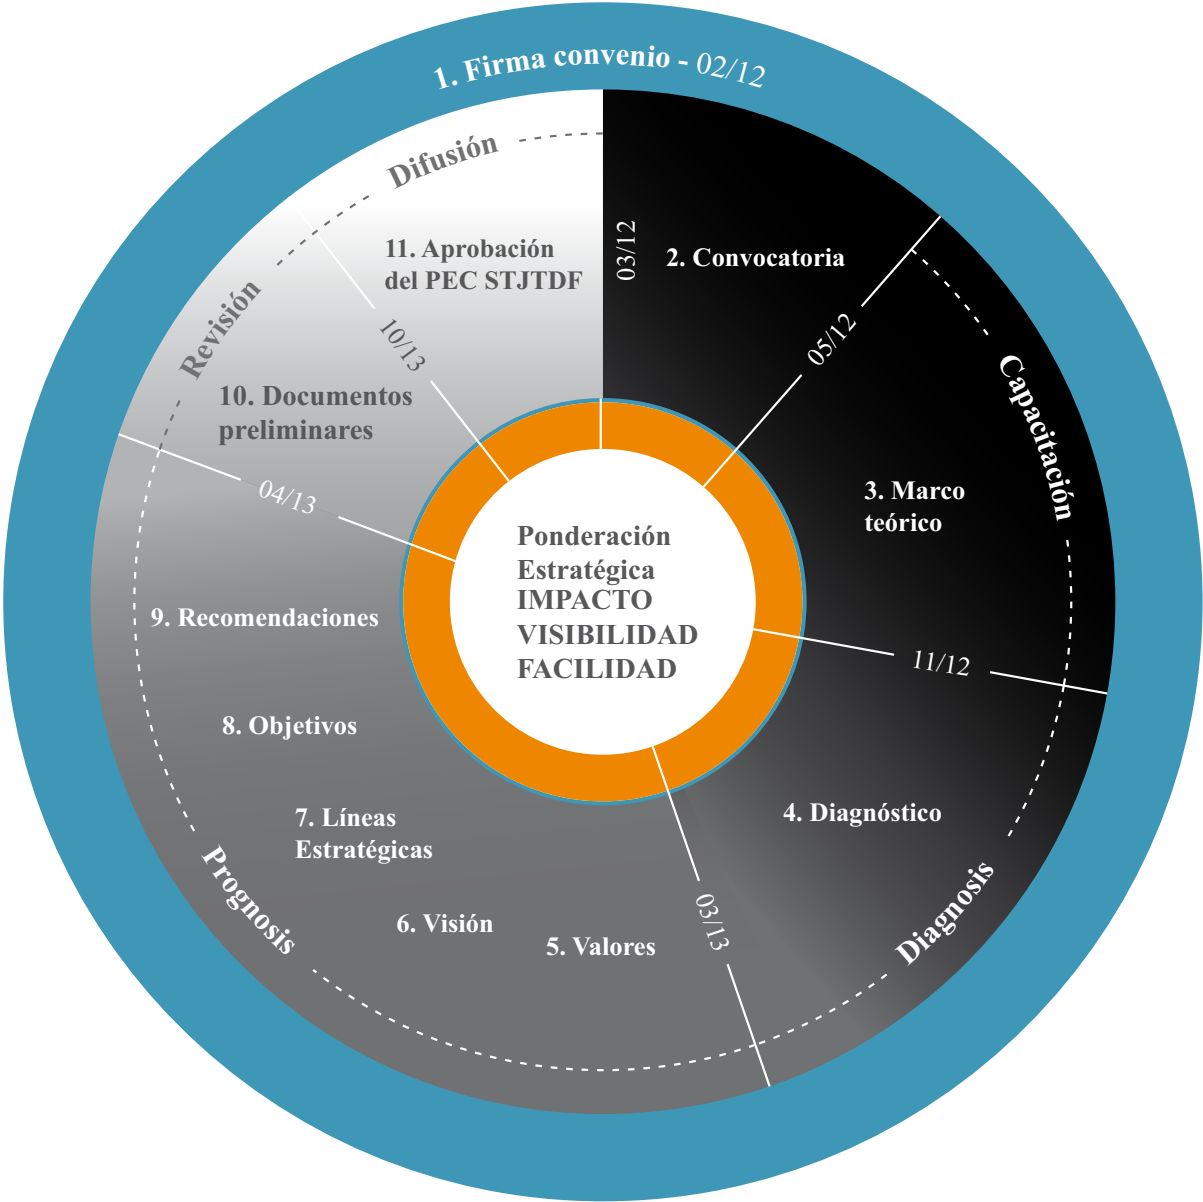 1. Firma convenio - 02/12
03/12
2. Convocatoria
05/12
Capacitación
3. Marco
teórico
11/12
4. Diagnóstico
Diagnosis
03/13
5. Valores
6. Visión
7. Líneas
Estratégicas
8. Objetivos
9. Recomendaciones
Prognosis
04/13
10. Documentos
preliminares
Revisión
10/13
11. Aprobación
del PEC STJTDF
Difusión
Ponderación
Estratégica
IMPACTO
VISIBILIDAD
FACILIDAD